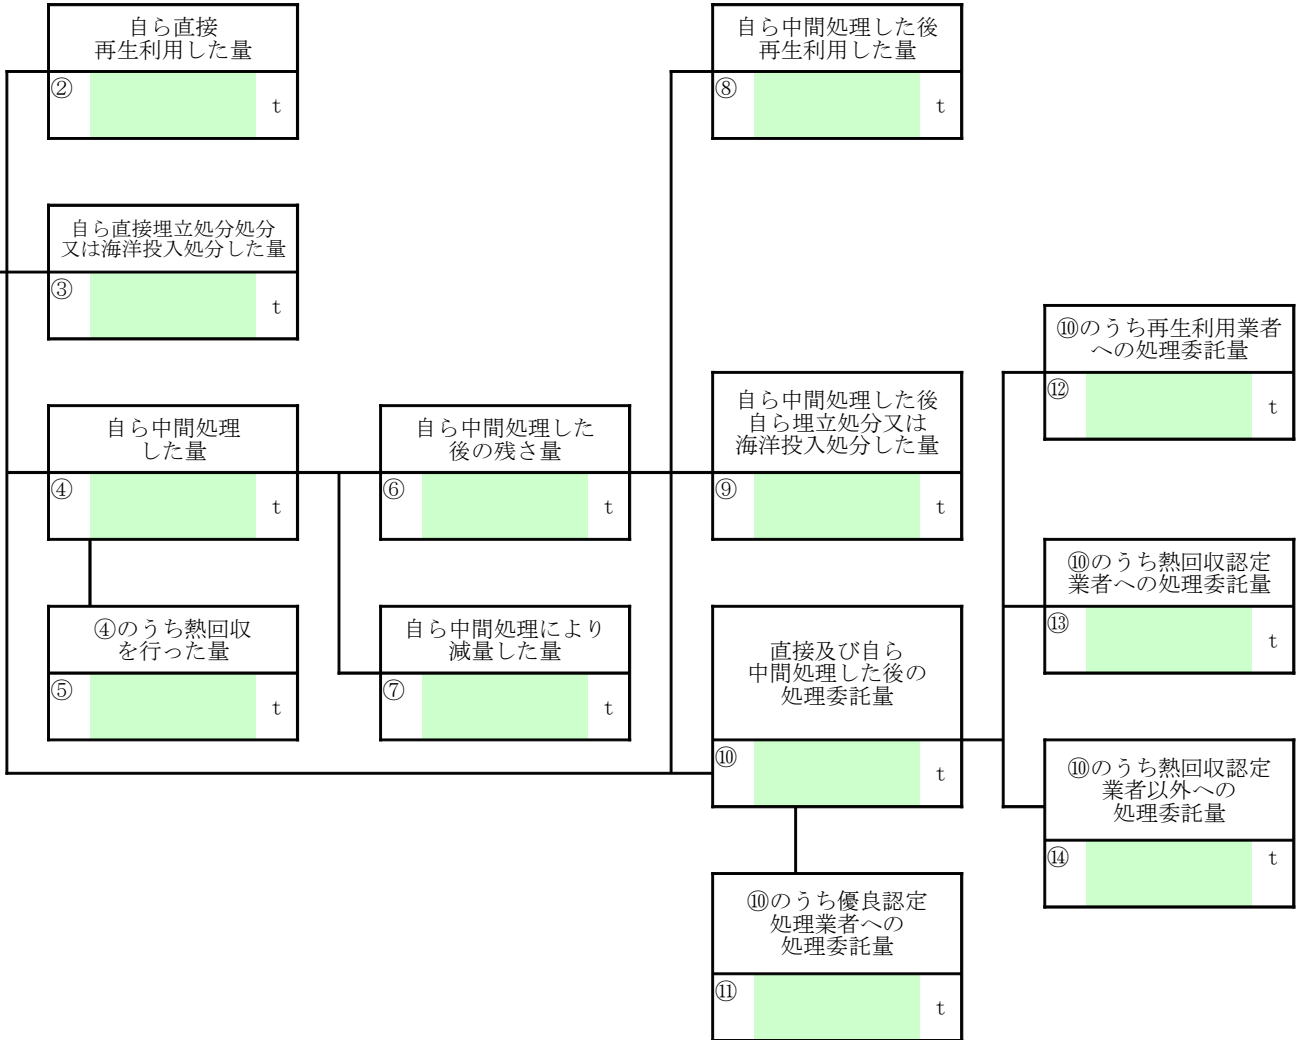 自ら直接
再生利用した量
②
t
自ら中間処理した後
再生利用した量
⑧
t
自ら直接埋立処分処分
又は海洋投入処分した量
③
t
⑩のうち再生利用業者
への処理委託量
⑫
t
自ら中間処理
した量
④
t
自ら中間処理した
後の残さ量
⑥
t
自ら中間処理した後
自ら埋立処分又は
海洋投入処分した量
⑨
t
⑩のうち熱回収認定
業者への処理委託量
⑬
t
④のうち熱回収
を行った量
⑤
t
自ら中間処理により
減量した量
⑦
t
直接及び自ら
中間処理した後の
処理委託量
⑩
t
⑩のうち熱回収認定
業者以外への
処理委託量
⑭
t
⑩のうち優良認定
処理業者への
処理委託量
⑪
t